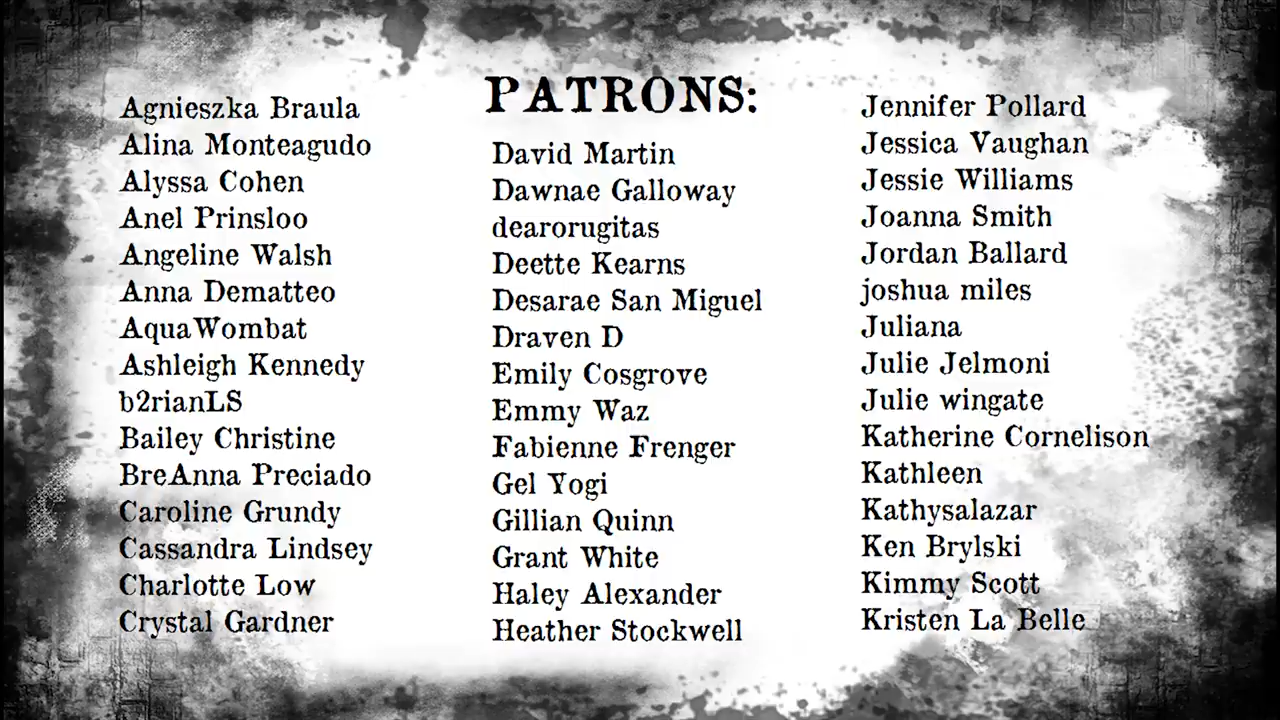 PATRONS:
Agnieszka Braula
Alina Monteagudo
Alyssa Cohen
Anel Prinsloo
Angeline Walsh
Anna Dematteo
AquaWombat
Ashleigh Kennedy
b2rianLS
Bailey Christine
BreAnna Preciado
Caroline Grundy
Cassandra Lindsey
Charlotte Low
Crystal Gardner
David Martin
Dawnae Galloway
dearorugitas
Deette Kearns
Desarae San Miguel
Draven D
Emily Cosgrove
Emmy Waz
Fabienne Frenger
Gel Yogi
Gillian Quinn
Grant White
Haley Alexander
Heather Stockwell
Jennifer Pollard
Jessica Vaughan
Jessie Williams
Joanna Smith
Jordan Ballard
joshua miles
Juliana
Julie Jelmoni
Julie wingate
Katherine Cornelison
Kathleen
Kathysalazar
Ken Brylski
Kimmy Scott
Kristen La Belle